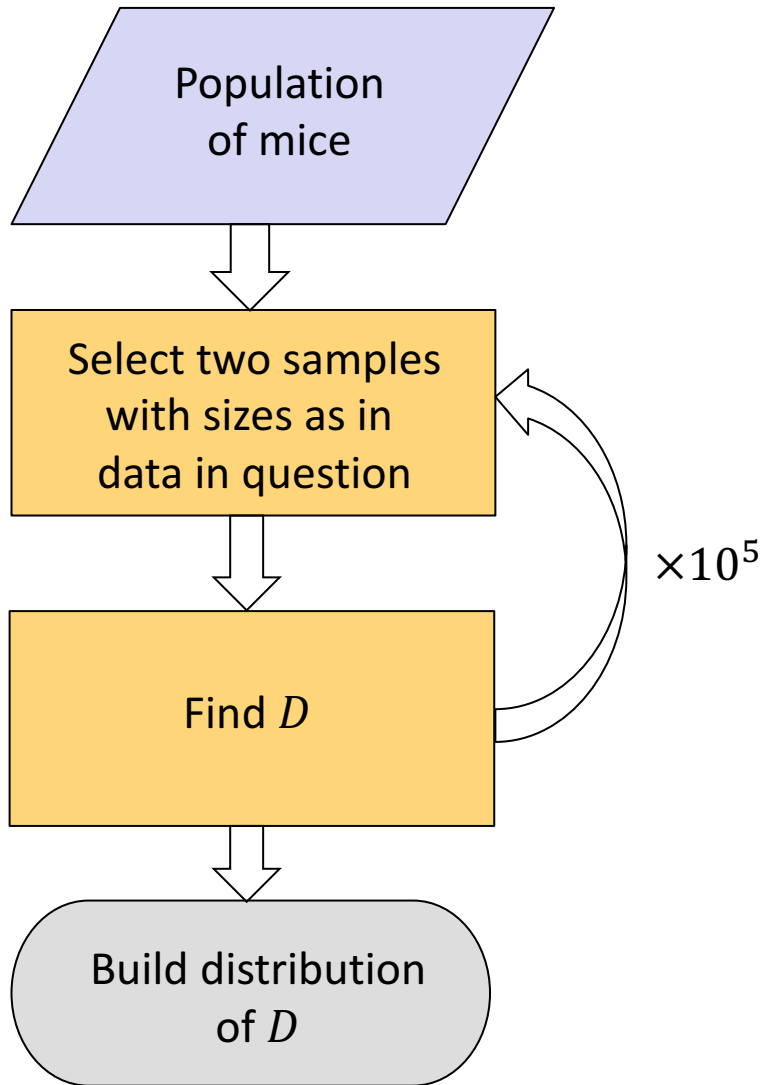 Population
of mice
Select two samples
with sizes as in
data in question
×10⁵
Find D
Build distribution
of D